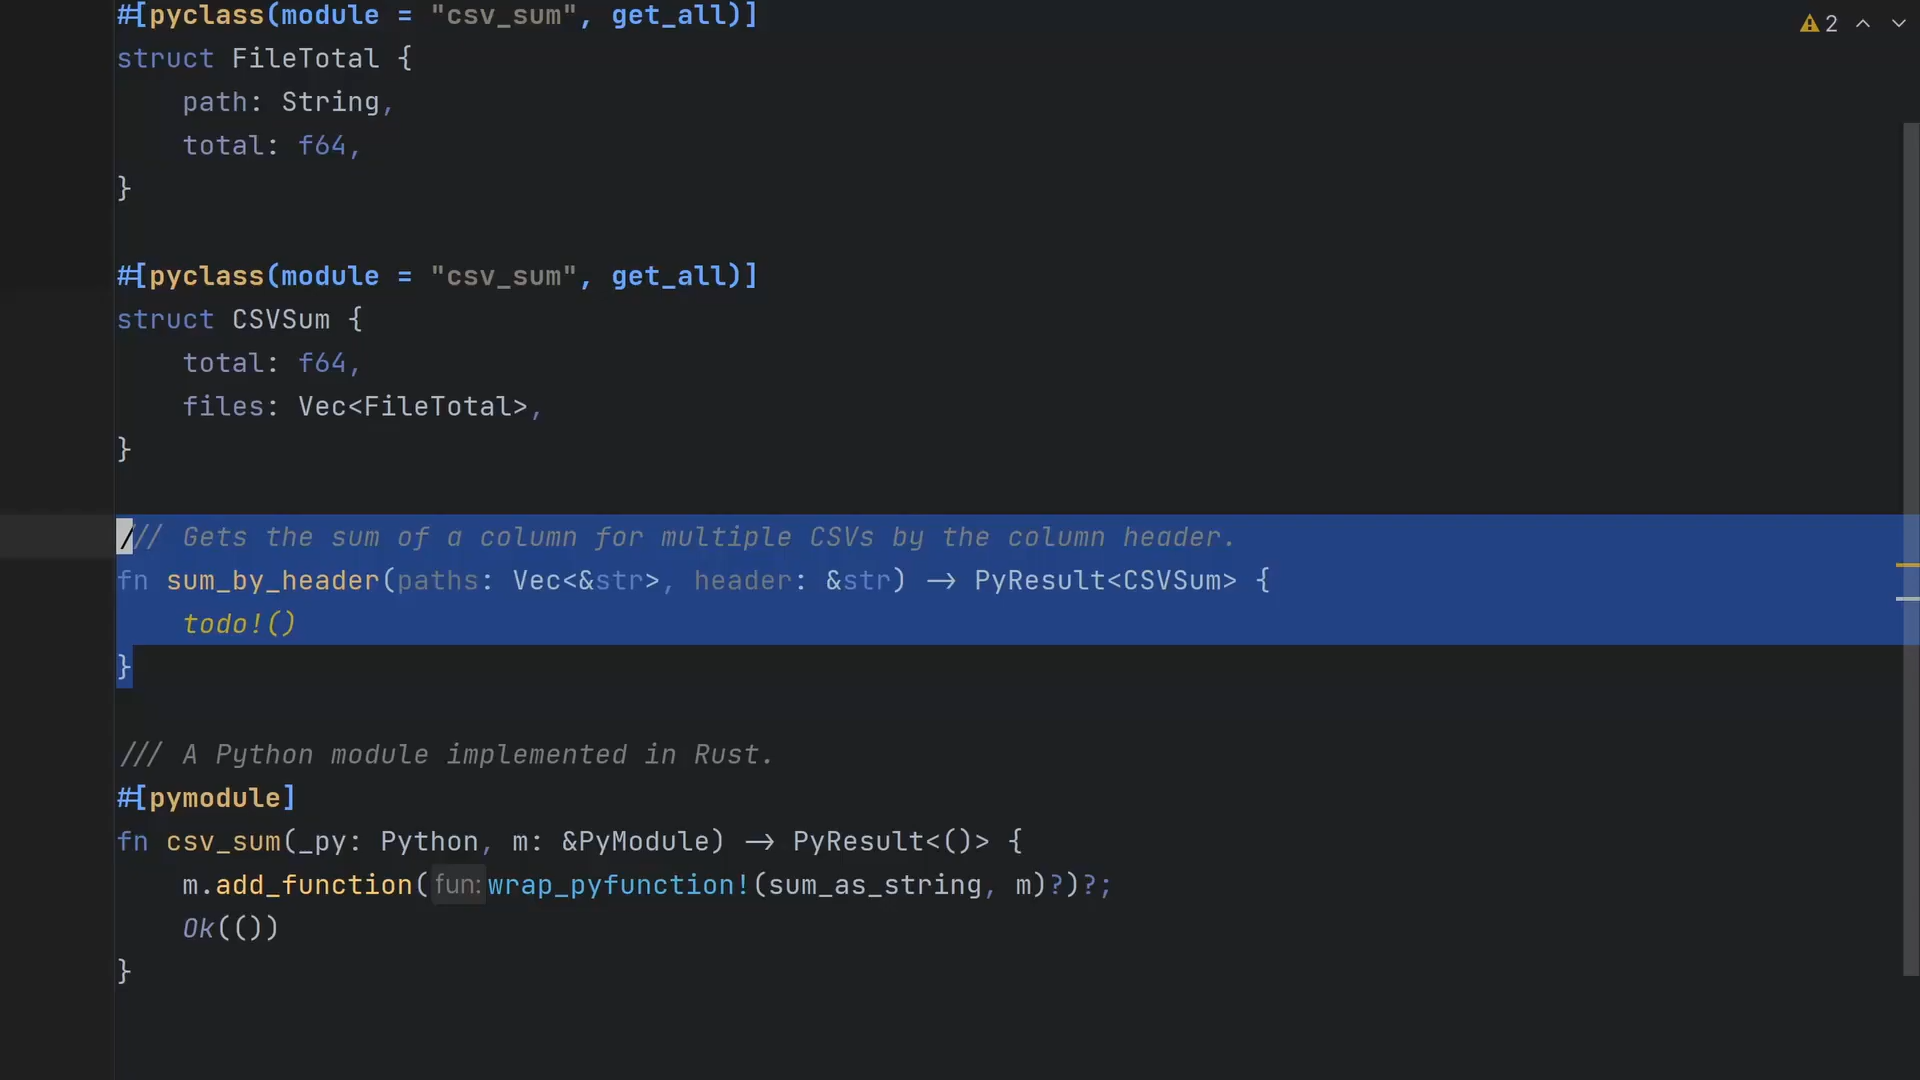 #[pyclass(module = "csv_sum", get_all)]
2
struct FileTotal {
    path: String,
    total: f64,
}
#[pyclass(module = "csv_sum", get_all)]
struct CSVSum {
    total: f64,
    files: Vec<FileTotal>,
}
/// Gets the sum of a column for multiple CSVs by the column header.
fn sum_by_header(paths: Vec<&str>, header: &str) -> PyResult<CSVSum> {
    todo!()
}
/// A Python module implemented in Rust.
#[pymodule]
fn csv_sum(_py: Python, m: &PyModule) -> PyResult<()> {
    m.add_function(fun: wrap_pyfunction!(sum_as_string, m)?)?;
    Ok(())
}